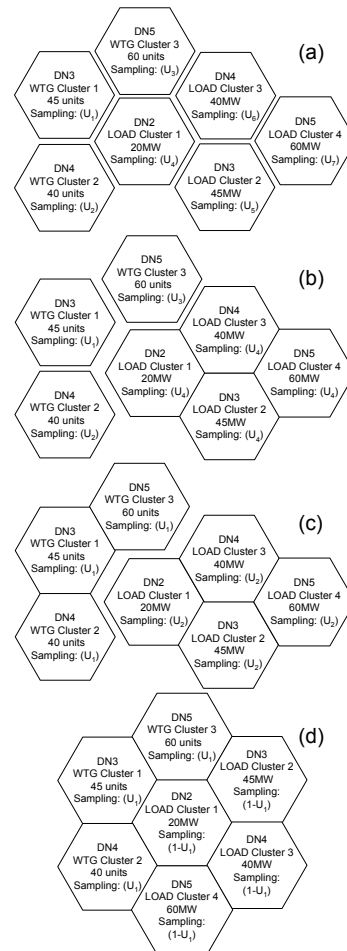 DN5
WTG Cluster 3
60 units
Sampling: (U3)
(a)
DN3
WTG Cluster 1
45 units
Sampling: (U1)
DN4
LOAD Cluster 3
40MW
Sampling: (U6)
DN2
LOAD Cluster 1
20MW
Sampling: (U4)
DN5
LOAD Cluster 4
60MW
Sampling: (U7)
DN4
WTG Cluster 2
40 units
Sampling: (U2)
DN3
LOAD Cluster 2
45MW
Sampling: (U5)
(b)
DN5
WTG Cluster 3
60 units
Sampling: (U3)
DN3
WTG Cluster 1
45 units
Sampling: (U1)
DN4
LOAD Cluster 3
40MW
Sampling: (U4)
DN2
LOAD Cluster 1
20MW
Sampling: (U4)
DN5
LOAD Cluster 4
60MW
Sampling: (U4)
DN4
WTG Cluster 2
40 units
Sampling: (U2)
DN3
LOAD Cluster 2
45MW
Sampling: (U4)
DN5
WTG Cluster 3
60 units
Sampling: (U1)
(c)
DN3
WTG Cluster 1
45 units
Sampling: (U1)
DN4
LOAD Cluster 3
40MW
Sampling: (U2)
DN2
LOAD Cluster 1
20MW
Sampling: (U2)
DN5
LOAD Cluster 4
60MW
Sampling: (U2)
DN4
WTG Cluster 2
40 units
Sampling: (U1)
DN3
LOAD Cluster 2
45MW
Sampling: (U2)
(d)
DN5
WTG Cluster 3
60 units
Sampling: (U1)
DN3
WTG Cluster 1
45 units
Sampling: (U1)
DN3
LOAD Cluster 2
45MW
Sampling:
(1-U1)
DN2
LOAD Cluster 1
20MW
Sampling:
(1-U1)
DN4
WTG Cluster 2
40 units
Sampling: (U1)
DN4
LOAD Cluster 3
40MW
Sampling:
(1-U1)
DN5
LOAD Cluster 4
60MW
Sampling:
(1-U1)